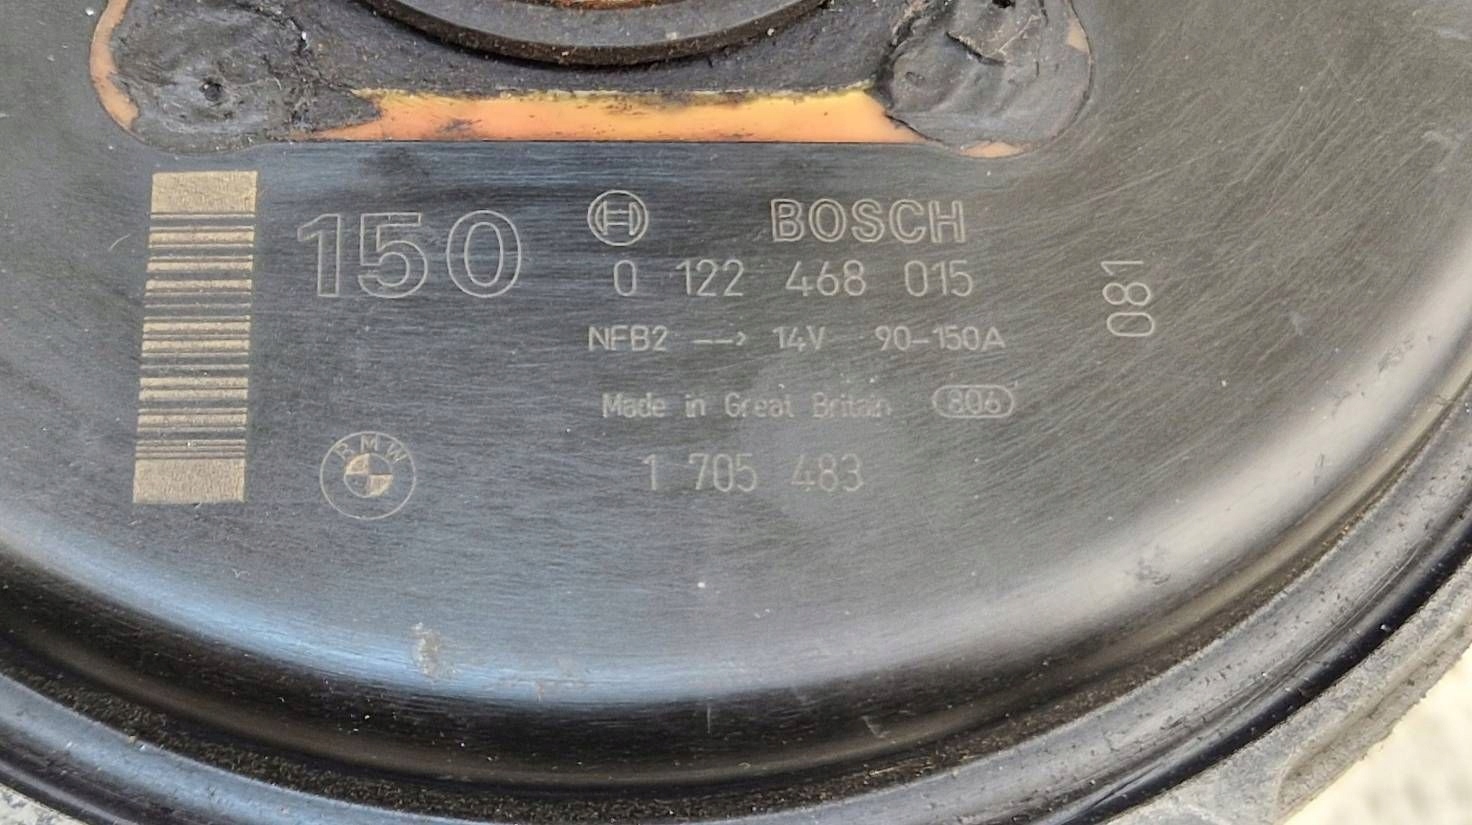 150
BOSCH
0 122 468 015
NFB2 --> 14V 90-150A
Made in Great Britain 806
BMW
1 705 483
081